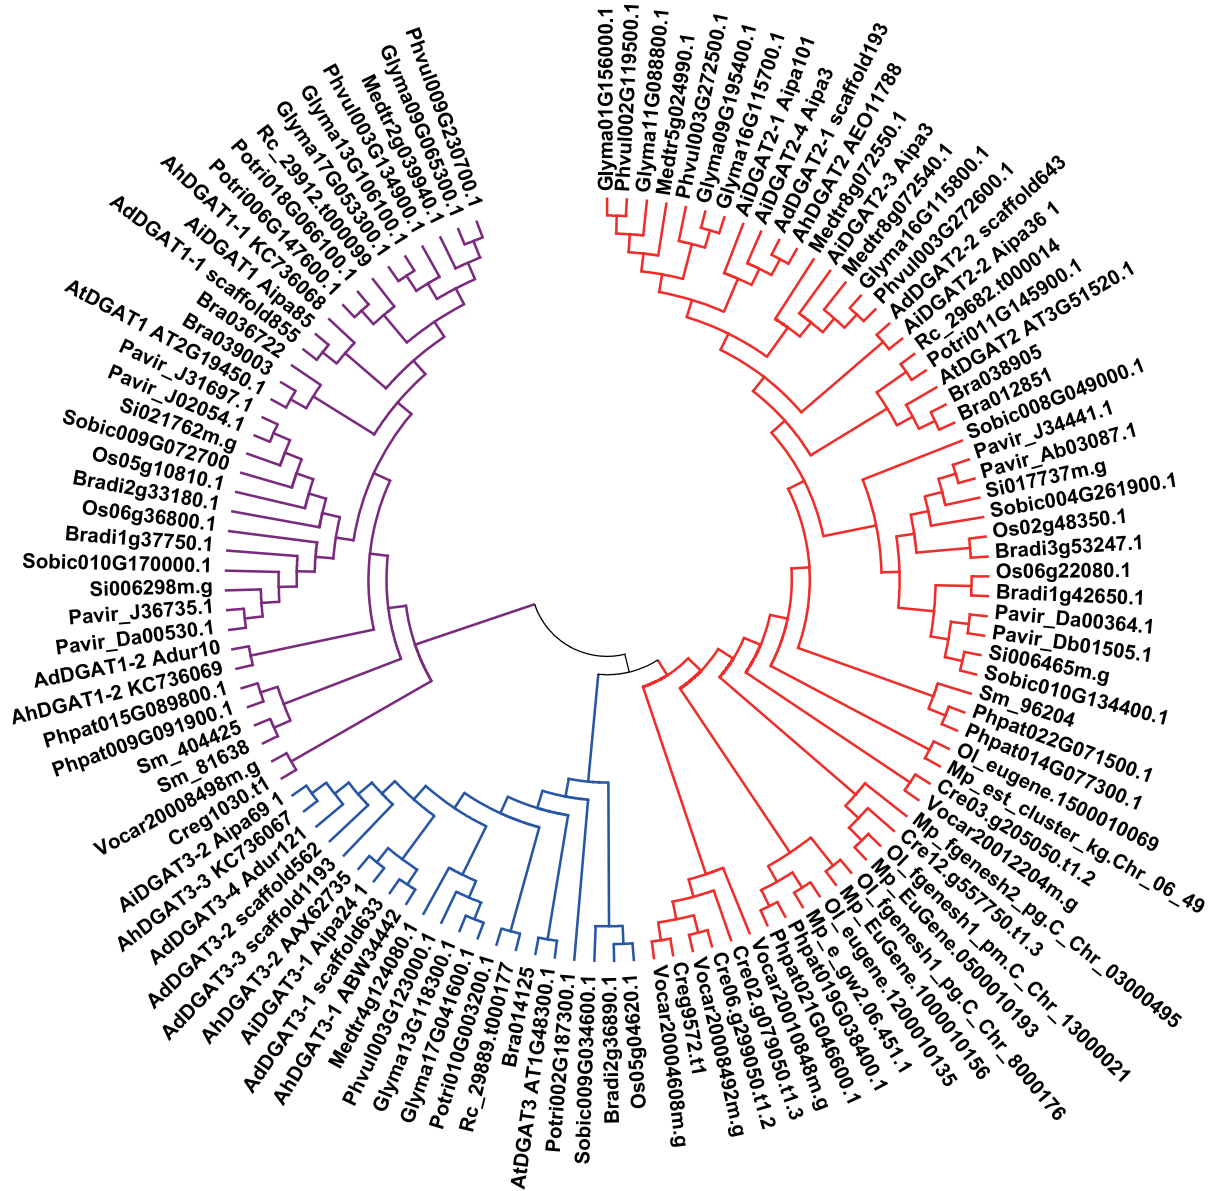 Glyma01G156000.1
Phvul002G119500.1
Glyma11G088800.1
Medtr5g024990.1
Phvul003G272500.1
Glyma09G195400.1
Glyma16G115700.1
AiDGAT2-1 Aipa101
AiDGAT2-4 Aipa3
AdDGAT2-1 scaffold193
AhDGAT2 AEO11788
Medtr8g072550.1
AiDGAT2-3 Aipa3
Medtr8g072540.1
Glyma16G115800.1
Phvul003G272600.1
AdDGAT2-2 scaffold643
AiDGAT2-2 Aipa36 1
Rc_29682.t000014
Potri011G145900.1
AtDGAT2 AT3G51520.1
Bra038905
Bra012851
Sobic008G049000.1
Pavir_J34441.1
Pavir_Ab03087.1
Si017737m.g
Sobic004G261900.1
Os02g48350.1
Bradi3g53247.1
Os06g22080.1
Bradi1g42650.1
Pavir_Da00364.1
Pavir_Db01505.1
Si006465m.g
Sobic010G134400.1
Sm_96204
Phpat022G071500.1
Phpat014G077300.1
Ol_eugene.1500010069
Mp_est_cluster_kg.Chr_06_49
Cre03.g205050.t1.2
Vocar20012204m.g
Mp_fgenesh2_pg.C_Chr_03000495
Cre12.g557750.t1.3
Ol_fgenesh1_pm.C_Chr_13000021
Mp_EuGene.0500010193
Ol_fgenesh1_pg.C_Chr_8000176
Mp_EuGene.1000010156
Ol_eugene.1200010135
Mp_e_gw2.06.451.1
Phpat019G038400.1
Phpat021G046600.1
Vocar20010848m.g
Cre02.g079050.t1.3
Cre06.g299050.t1.2
Vocar20008492m.g
Creg9572.t1
Vocar20004608m.g
Os05g04620.1
Bradi2g36890.1
Sobic009G034600.1
Potri002G187300.1
AtDGAT3 AT1G48300.1
Bra014125
Rc_29889.t000177
Potri010G003200.1
Glyma17G041600.1
Glyma13G118300.1
Phvul003G123000.1
Medtr4g124080.1
AhDGAT3-1 ABW34442
AdDGAT3-1 scaffold633
AiDGAT3-1 Aipa24 1
AhDGAT3-2 AAX62735
AdDGAT3-3 scaffold1193
AdDGAT3-2 scaffold562
AdDGAT3-4 Adur121
AhDGAT3-3 KC736067
AiDGAT3-2 Aipa69 1
Creg1030.t1
Vocar20008498m.g
Sm_81638
Sm_404425
Phpat009G091900.1
Phpat015G089800.1
AhDGAT1-2 KC736069
AdDGAT1-2 Adur10
Pavir_Da00530.1
Pavir_J36735.1
Si006298m.g
Sobic010G170000.1
Bradi1g37750.1
Os06g36800.1
Bradi2g33180.1
Os05g10810.1
Sobic009G072700
Si021762m.g
Pavir_J02054.1
Pavir_J31697.1
AtDGAT1 AT2G19450.1
Bra039003
Bra036722
AdDGAT1-1 scaffold855
AiDGAT1 Aipa85
AhDGAT1-1 KC736068
Potri006G147600.1
Potri018G066100.1
Rc_29912.t000099
Glyma17G053300.1
Glyma13G106100.1
Phvul003G134900.1
Medtr2g039940.1
Glyma09G065300.1
Phvul009G230700.1